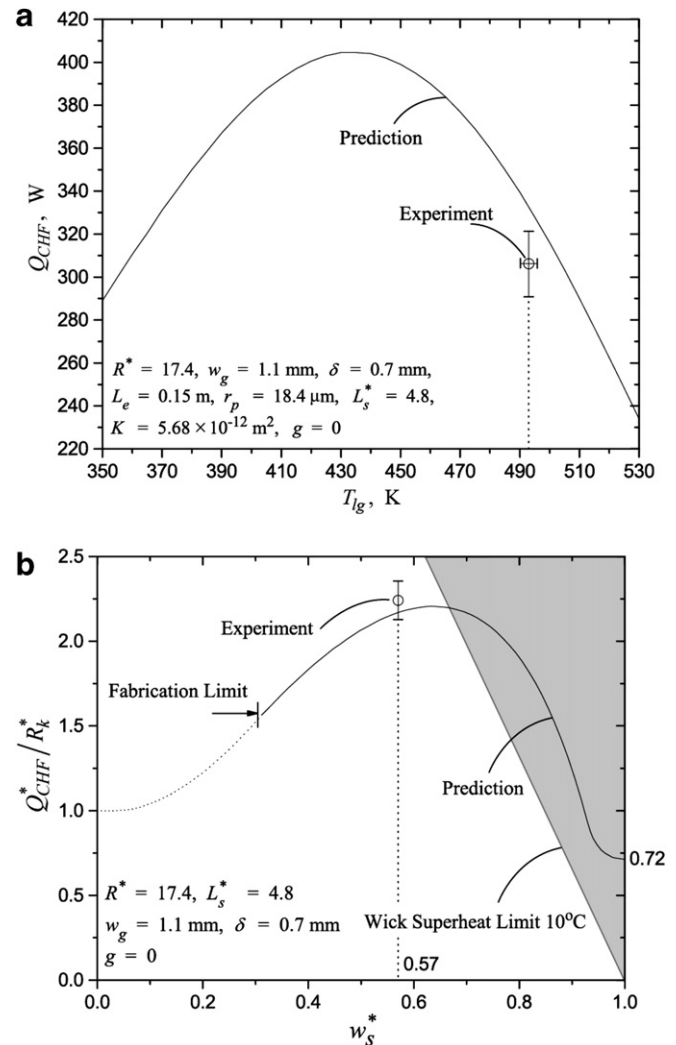 a
420
400
380
360
340
320
300
280
260
240
220
Q_CHF, W
Prediction
Experiment
R* = 17.4, w_g = 1.1 mm, δ = 0.7 mm,
L_e = 0.15 m, r_p = 18.4 μm, L_s* = 4.8,
K = 5.68 × 10⁻¹² m², g = 0
350 370 390 410 430 450 470 490 510 530
T_lg, K
b
2.5
2.0
1.5
1.0
0.5
0.0
Q*_CHF/R*_k
Experiment
Fabrication Limit
Prediction
0.72
Wick Superheat Limit 10°C
R* = 17.4, L_s* = 4.8
w_g = 1.1 mm, δ = 0.7 mm
g = 0
0.57
0.0 0.2 0.4 0.6 0.8 1.0
w_s*